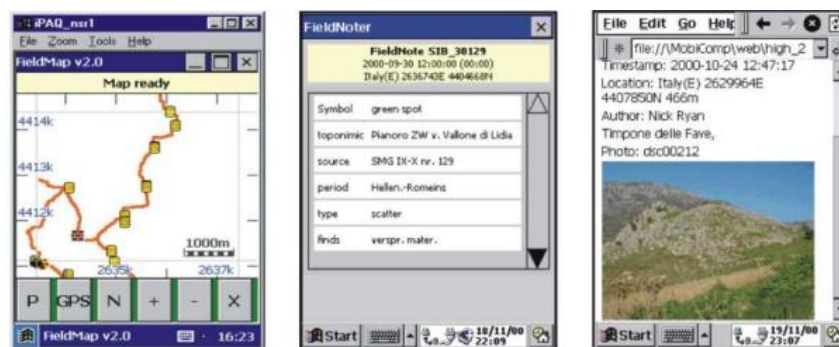 iPAQ_nsr1
File Zoom Tools Help
FieldMap v2.0
Map ready
4414k
4413k
4412k
1000m
2635k 2637k
P GPS N + - X
FieldMap v2.0 16:23
FieldNoter
FieldNote SIB_30129
2000-09-30 12:00:00 (00:00)
Italy(E) 2636743E 4404668N
Symbol green spot
toponimic Pianoro ZW v. Vallone di Lidia
source SMG IX-X nr. 129
period Hellen.-Romeins
type scatter
finds verspr. mater.
Start 18/11/00
22:09
File Edit Go Help
file://\MobiComp\web\high_2
Timestamp: 2000-10-24 12:47:17
Location: Italy(E) 2629964E
4407850N 466m
Author: Nick Ryan
Timpone delle Fave,
Photo: dsc00212
Start 19/11/00
23:07